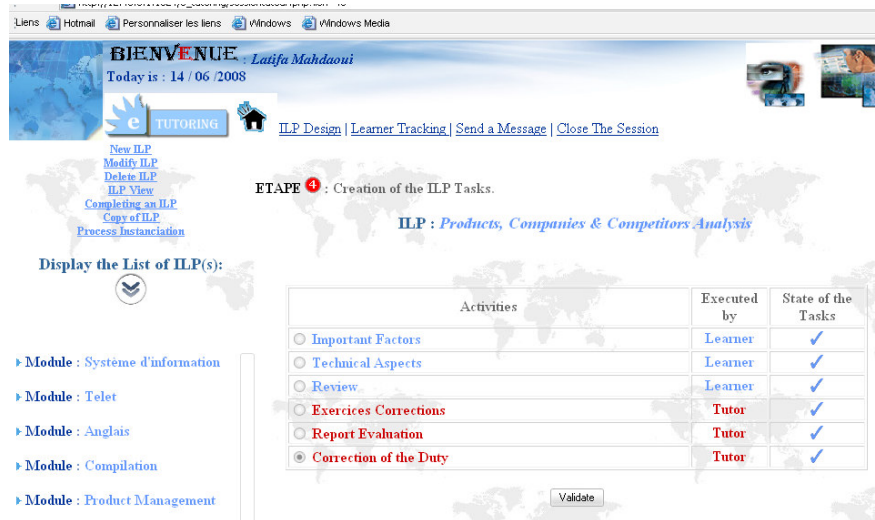 Liens Hotmail Personnaliser les liens Windows Windows Media
BIENVENUE : Latifa Mahdaoui
Today is : 14 / 06 /2008
e TUTORING
ILP Design | Learner Tracking | Send a Message | Close The Session
New ILP
Modify ILP
Delete ILP
ILP View
Completing an ILP
Copy of ILP
Process Instanciation
Display the List of ILP(s):
Module : Système d'information
Module : Telet
Module : Anglais
Module : Compilation
Module : Product Management
ETAPE 4 : Creation of the ILP Tasks.
ILP : Products, Companies & Competitors Analysis
Activities Executed by State of the Tasks
Important Factors Learner
Technical Aspects Learner
Review Learner
Exercices Corrections Tutor
Report Evaluation Tutor
Correction of the Duty Tutor
Validate